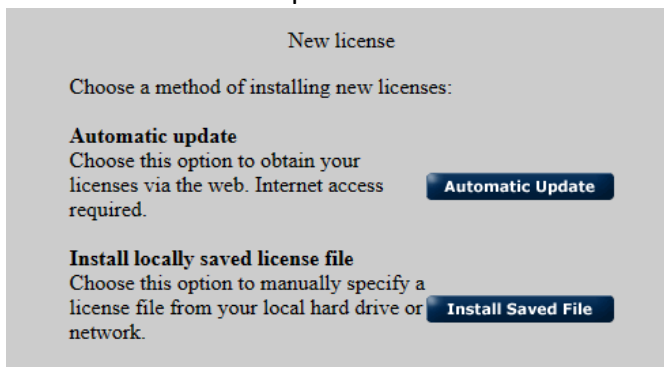 New license
Choose a method of installing new licenses:
Automatic update
Choose this option to obtain your
licenses via the web. Internet access
required.
Automatic Update
Install locally saved license file
Choose this option to manually specify a
license file from your local hard drive or
network.
Install Saved File